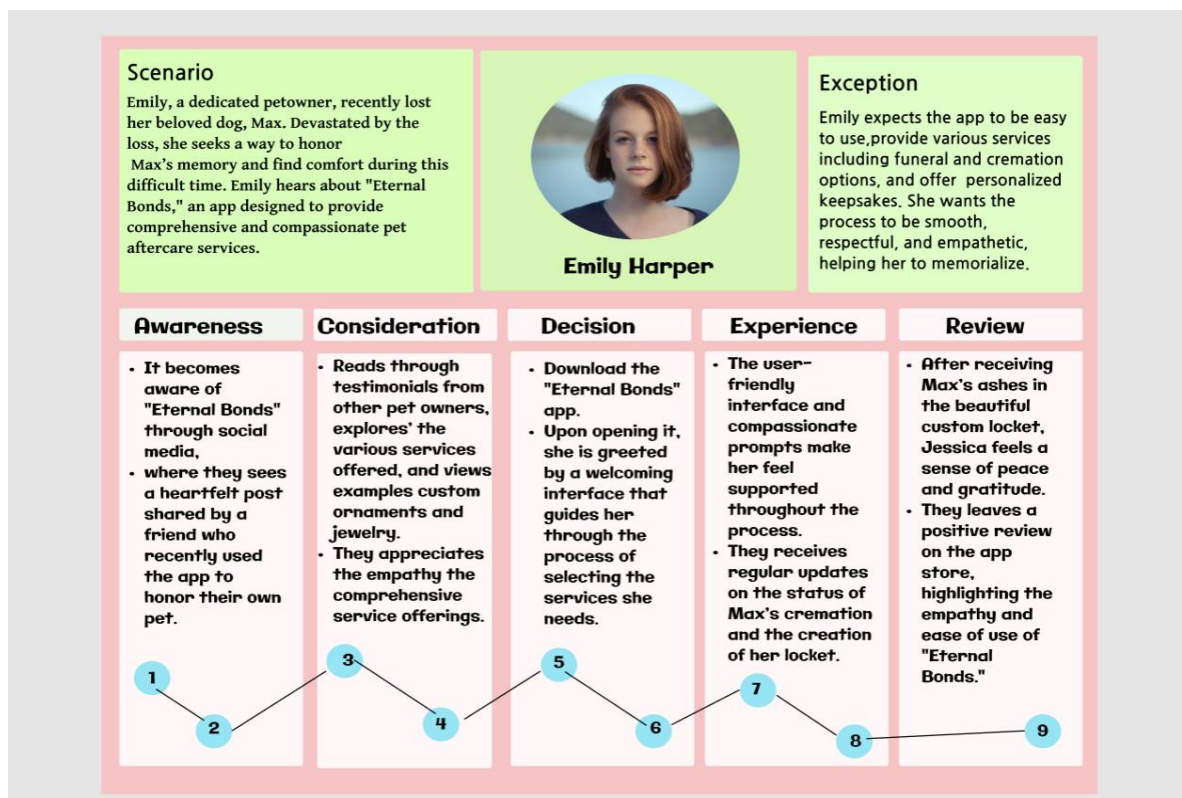 Scenario
Emily, a dedicated petowner, recently lost
her beloved dog, Max. Devastated by the
loss, she seeks a way to honor
Max's memory and find comfort during this
difficult time. Emily hears about "Eternal
Bonds," an app designed to provide
comprehensive and compassionate pet
aftercare services.
Emily Harper
Exception
Emily expects the app to be easy
to use,provide various services
including funeral and cremation
options, and offer personalized
keepsakes. She wants the
process to be smooth,
respectful, and empathetic,
helping her to memorialize.
Awareness
• It becomes
aware of
"Eternal Bonds"
through social
media,
• where they sees
a heartfelt post
shared by a
friend who
recently used
the app to
honor their own
pet.
Consideration
• Reads through
testimonials from
other pet owners,
explores' the
various services
offered, and views
examples custom
ornaments and
jewelry.
• They appreciates
the empathy the
comprehensive
service offerings.
Decision
• Download the
"Eternal Bonds"
app.
• Upon opening it,
she is greeted
by a welcoming
interface that
guides her
through the
process of
selecting the
services she
needs.
Experience
• The user-
friendly
interface and
compassionate
prompts make
her feel
supported
throughout the
process.
• They receives
regular updates
on the status of
Max's cremation
and the creation
of her locket.
Review
• After receiving
Max's ashes in
the beautiful
custom locket,
Jessica feels a
sense of peace
and gratitude.
• They leaves a
positive review
on the app
store,
highlighting the
empathy and
ease of use of
"Eternal
Bonds."
1
2
3
4
5
6
7
8
9